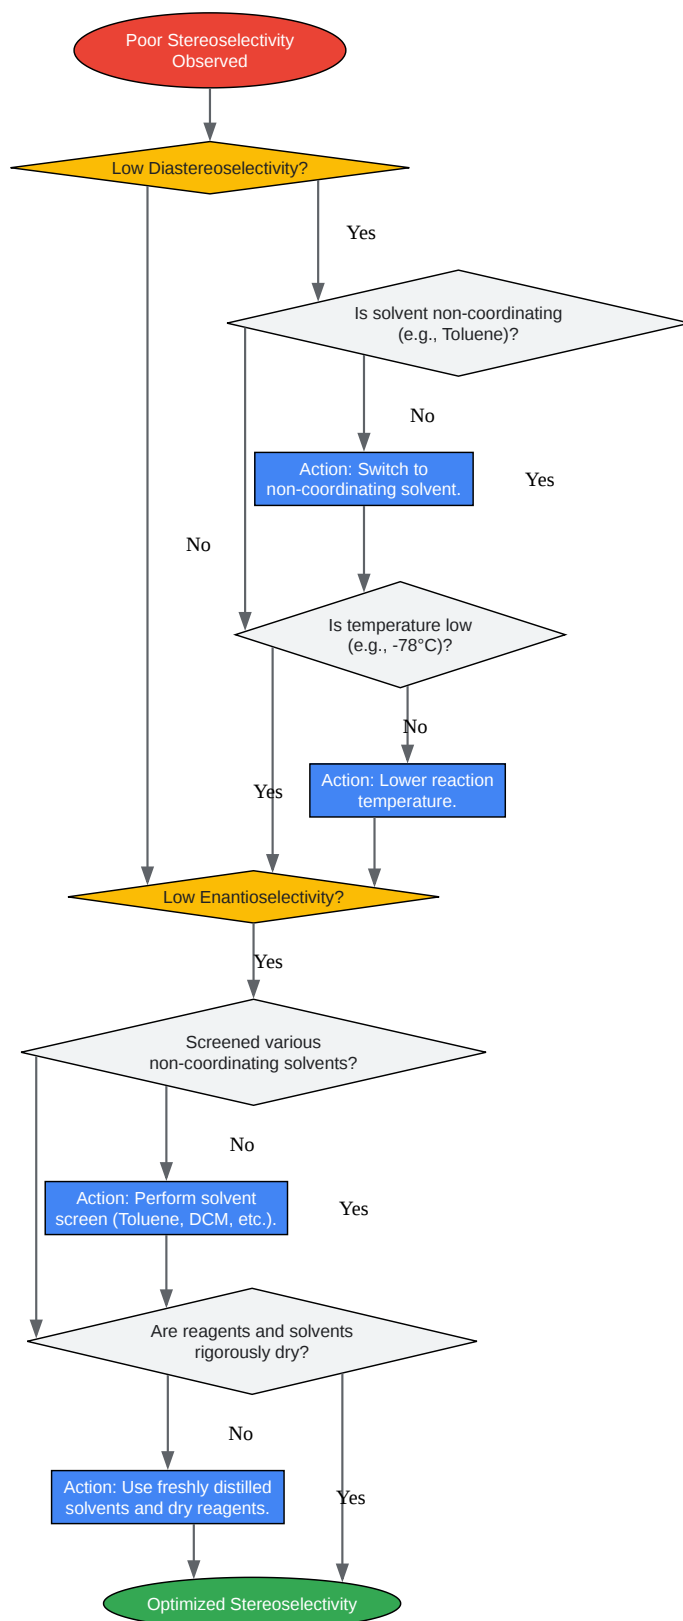 Poor Stereoselectivity
Observed
Low Diastereoselectivity?
Yes
Is solvent non-coordinating
(e.g., Toluene)?
No
Action: Switch to
non-coordinating solvent.
Yes
No
Is temperature low
(e.g., -78°C)?
No
Action: Lower reaction
temperature.
Yes
Low Enantioselectivity?
Yes
Screened various
non-coordinating solvents?
No
Action: Perform solvent
screen (Toluene, DCM, etc.).
Yes
Are reagents and solvents
rigorously dry?
No
Action: Use freshly distilled
solvents and dry reagents.
Yes
Optimized Stereoselectivity